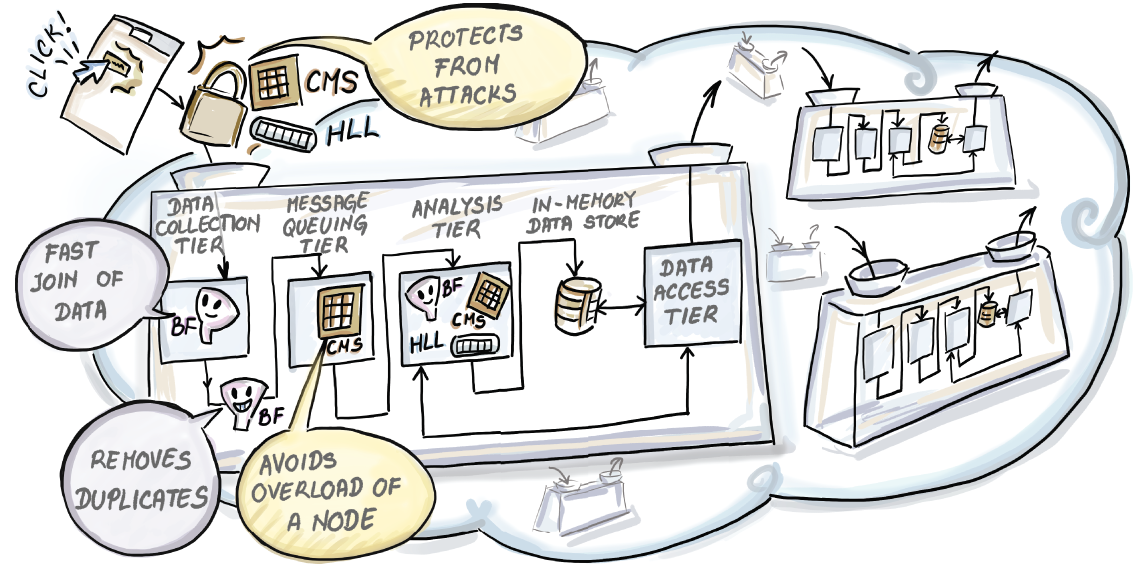 CLICK!
CMS
HLL
PROTECTS
FROM
ATTACKS
DATA
COLLECTION
TIER
MESSAGE
QUEUING
TIER
ANALYSIS
TIER
IN-MEMORY
DATA STORE
FAST
JOIN OF
DATA
BF
CMS
BF
CMS
HLL
DATA
ACCESS
TIER
BF
REMOVES
DUPLICATES
AVOIDS
OVERLOAD OF
A NODE